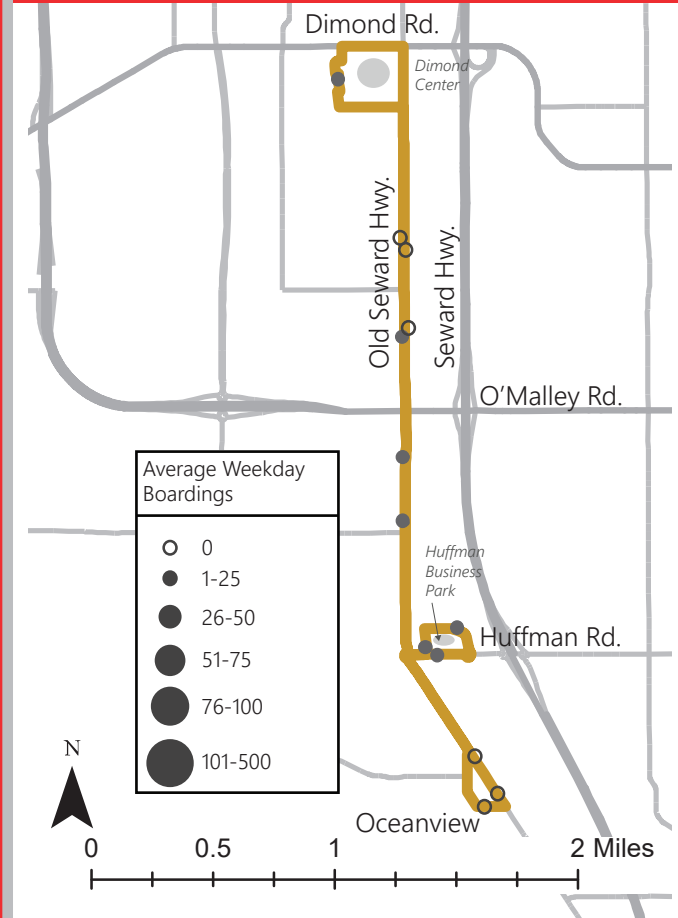 Dimond Rd.
Dimond
Center
Old Seward Hwy.
Seward Hwy.
O’Malley Rd.
Average Weekday
Boardings
0
1-25
26-50
51-75
76-100
101-500
Huffman
Business
Park
Huffman Rd.
N
Oceanview
0 0.5 1 2 Miles